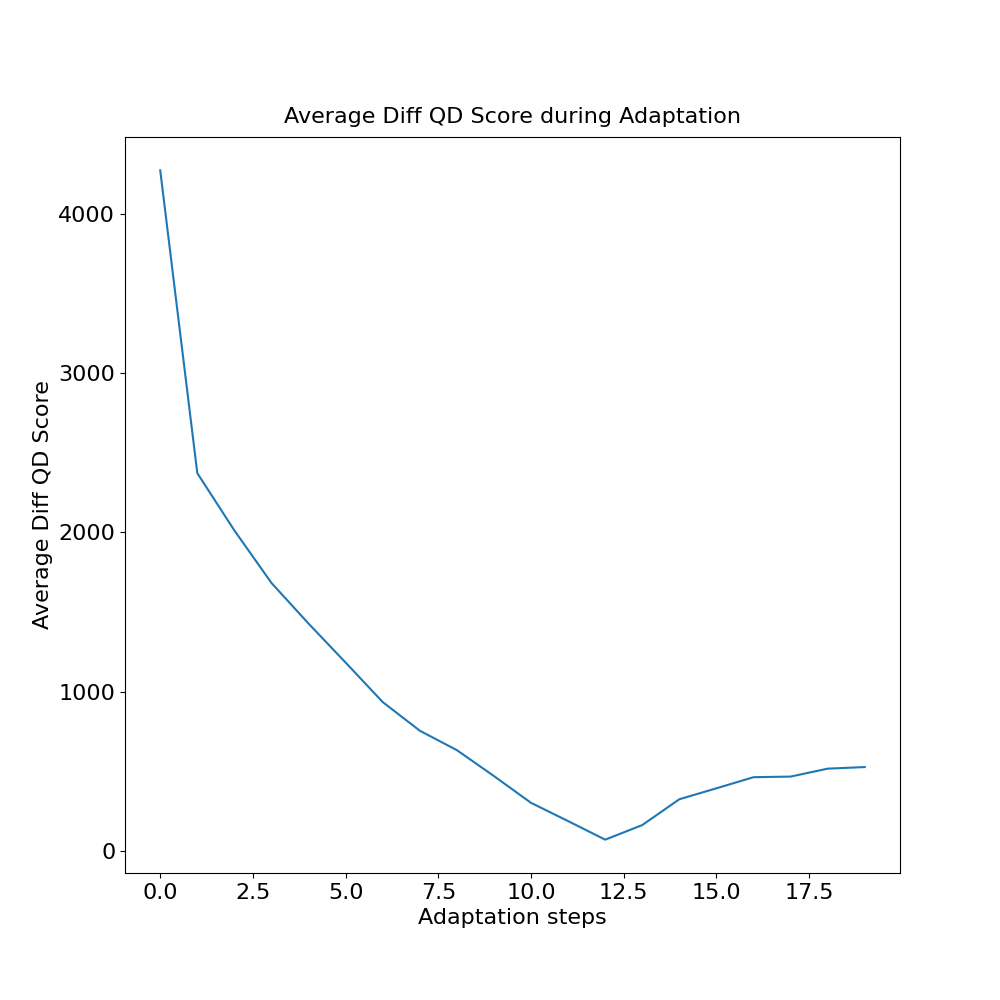 Average Diff QD Score during Adaptation
Average Diff QD Score
4000
3000
2000
1000
0
0.0 2.5 5.0 7.5 10.0 12.5 15.0 17.5
Adaptation steps